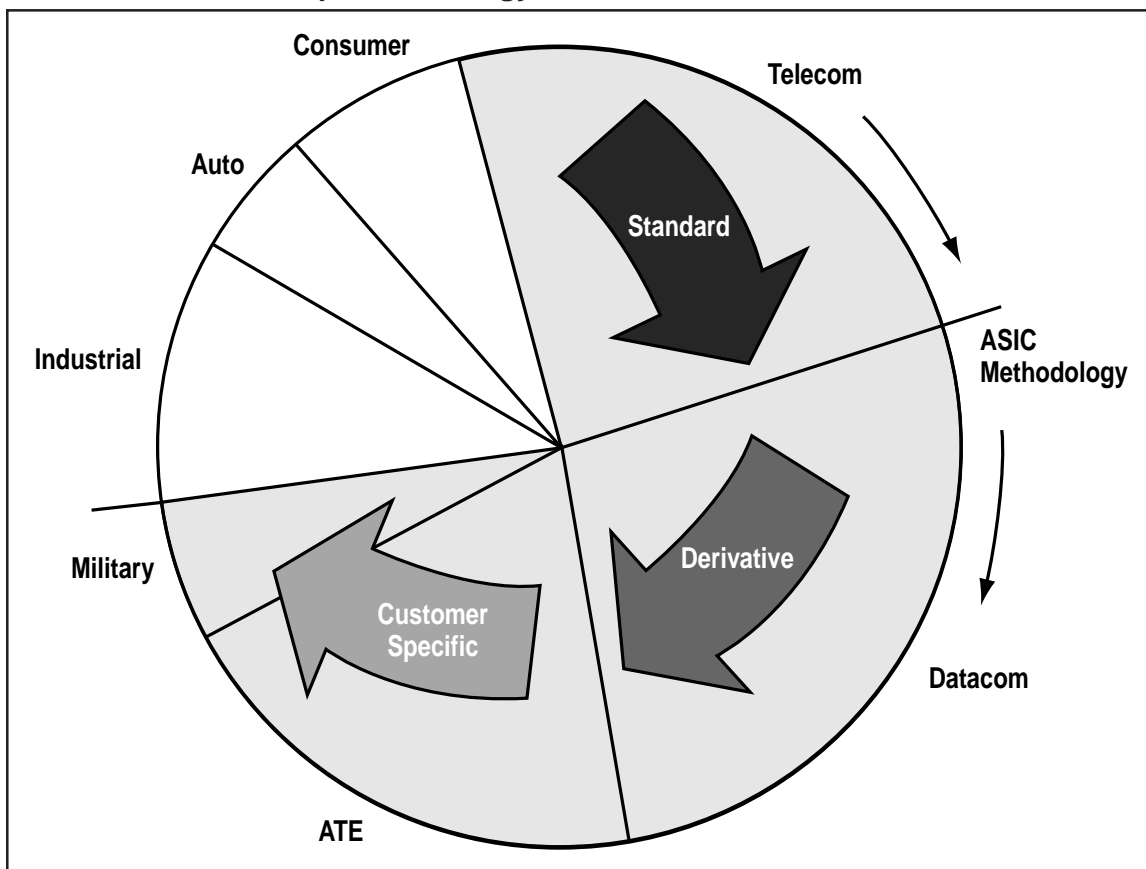 Consumer
Telecom
Auto
Standard
Industrial
ASIC
Methodology
Derivative
Military
Customer
Specific
Datacom
ATE